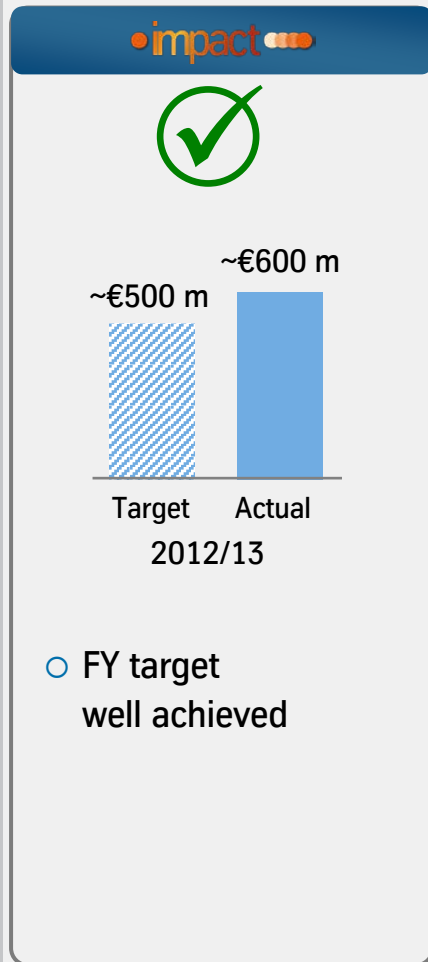 impact
~€600 m
~€500 m
Target Actual
2012/13
FY target
well achieved